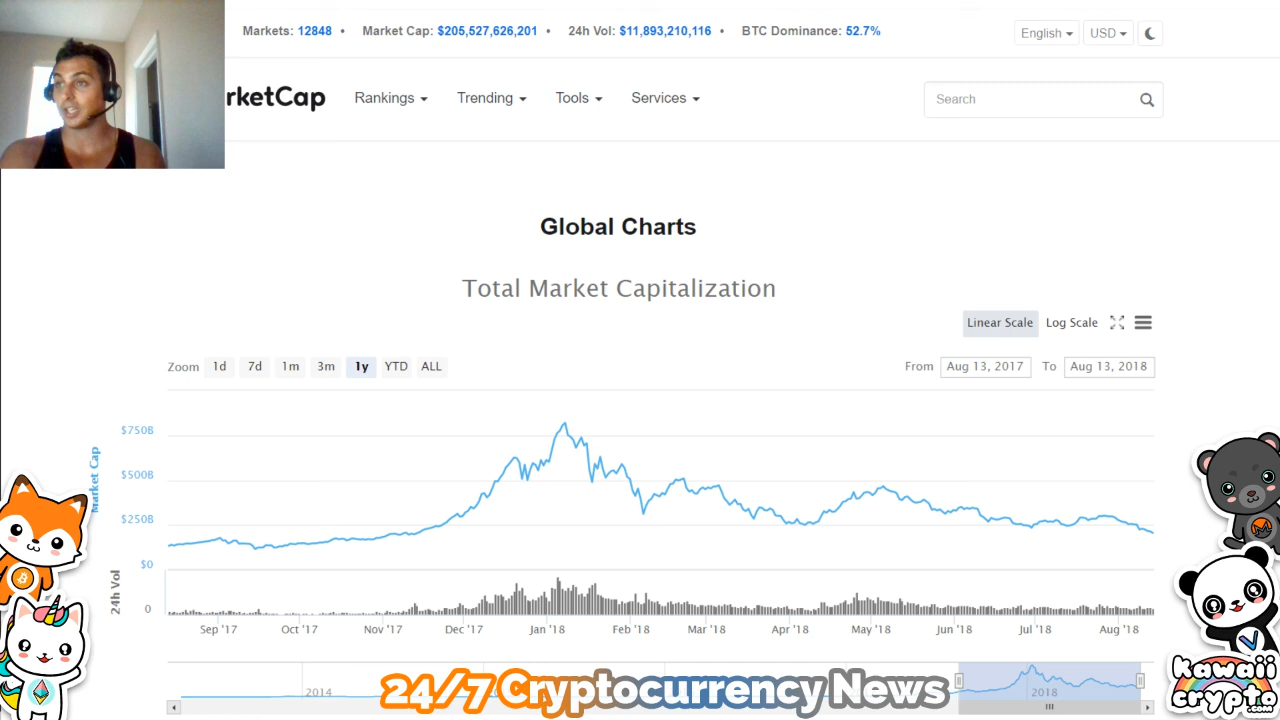 Markets: 12848 • Market Cap: $205,527,626,201 • 24h Vol: $11,893,210,116 • BTC Dominance: 52.7% English USD
rketCap Rankings Trending Tools Services Search
Global Charts
Total Market Capitalization
Linear Scale Log Scale
Zoom 1d 7d 1m 3m 1y YTD ALL From Aug 13, 2017 To Aug 13, 2018
Market Cap
$750B
$500B
$250B
$0
24h Vol
0
Sep '17 Oct '17 Nov '17 Dec '17 Jan '18 Feb '18 Mar '18 Apr '18 May '18 Jun '18 Jul '18 Aug '18
2014 2018
24/7 Cryptocurrency News
kawaii
crypto
.com